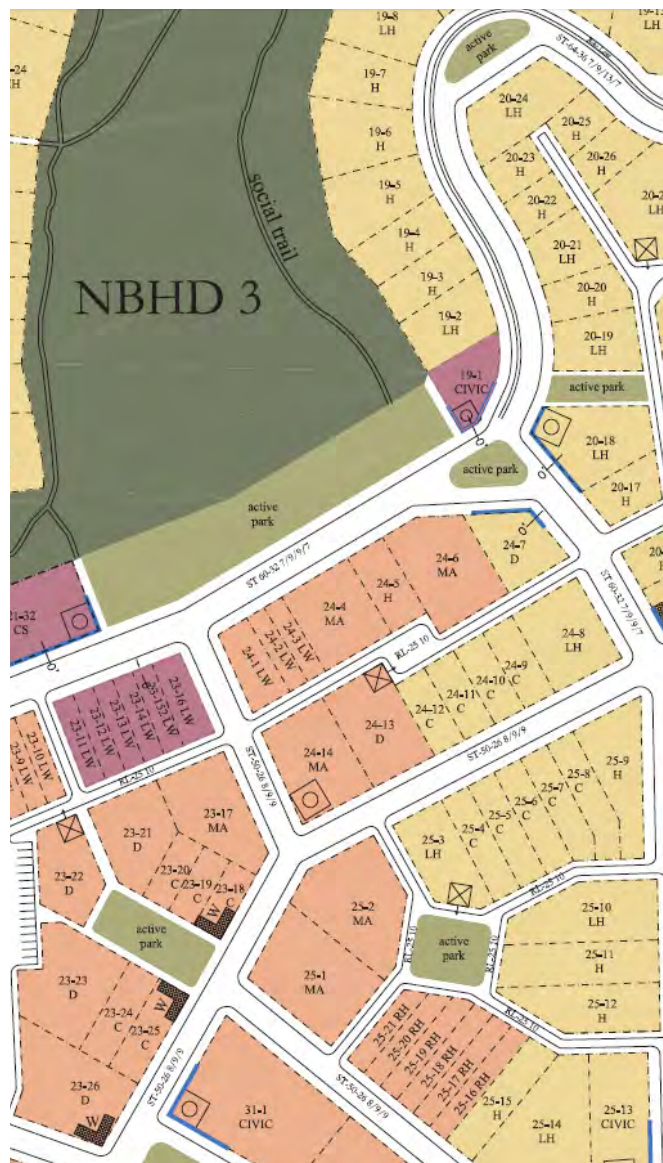 19-8
LH
active
park
ST-64-36 7/9/13/7
LH
19-7
H
20-24
LH
20-25
H
19-6
H
20-23
H
20-26
H
19-5
H
20-22
H
social trail
19-4
H
20-21
LH
19-3
H
20-20
H
NBHD 3
19-2
LH
20-19
LH
19-1
CIVIC
active park
0'
20-18
LH
active park
0'
20-17
H
active
park
24-7
D
0'
24-6
MA
ST 60-32 7/9/9/7
24-5
H
ST 60-32 7/9/9/7
24-4
MA
24-3 LW
24-2 LW
24-1 LW
21-32
CS
0'
RL-25 10
24-8
LH
24-9
C
24-10
C
24-11
C
24-12
C
23-16 LW
23-14 LW
23-13 LW
23-12 LW
23-11 LW
24-13
D
24-14
MA
ST-50-26 8/9/9
25-9
H
23-10 LW
23-9 LW
RL-25 10
ST-50-26 8/9/9
25-8
C
25-7
C
25-6
C
25-5
C
25-4
C
25-3
LH
23-17
MA
23-21
D
23-20
C
23-19
C
23-18
C
W
23-22
D
active
park
25-2
MA
RL-25 10
25-10
LH
RL-25 10
active
park
RL-25 10
25-11
H
25-1
MA
23-23
D
23-24
C
23-25
C
W
25-12
H
RL-25 10
25-21 RH
25-20 RH
25-19 RH
25-18 RH
25-17 RH
25-16 RH
23-26
D
W
ST-50-26 8/9/9
ST-50-26 8/9/9
31-1
CIVIC
25-15
H
25-14
LH
25-13
CIVIC